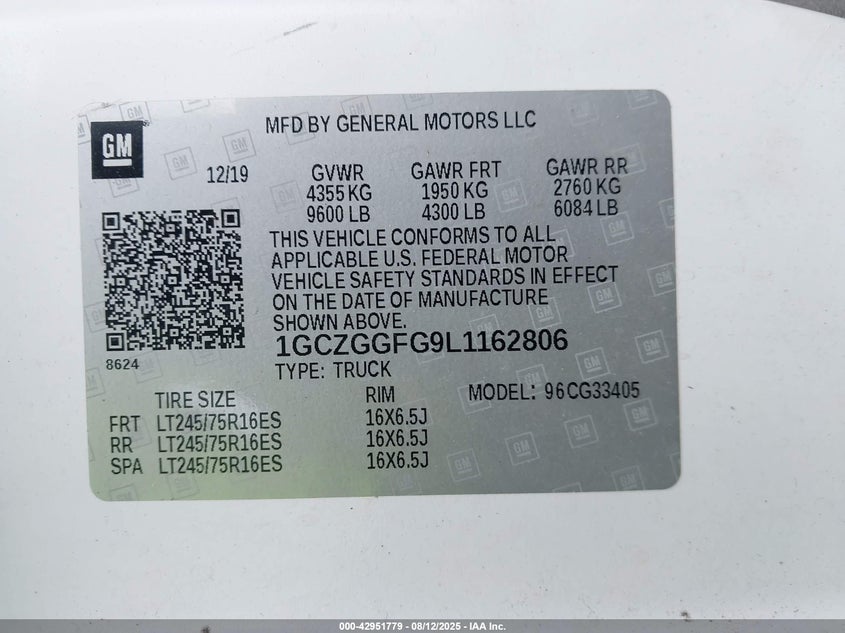 GM
MFD BY GENERAL MOTORS LLC
12/19
GVWR GAWR FRT GAWR RR
4355 KG 1950 KG 2760 KG
9600 LB 4300 LB 6084 LB
THIS VEHICLE CONFORMS TO ALL
APPLICABLE U.S. FEDERAL MOTOR
VEHICLE SAFETY STANDARDS IN EFFECT
ON THE DATE OF MANUFACTURE
SHOWN ABOVE.
1GCZGGFG9L1162806
8624
TYPE: TRUCK
TIRE SIZE RIM MODEL: 96CG33405
FRT LT245/75R16ES 16X6.5J
RR LT245/75R16ES 16X6.5J
SPA LT245/75R16ES 16X6.5J
000-42951779 - 08/12/2025 - IAA Inc.